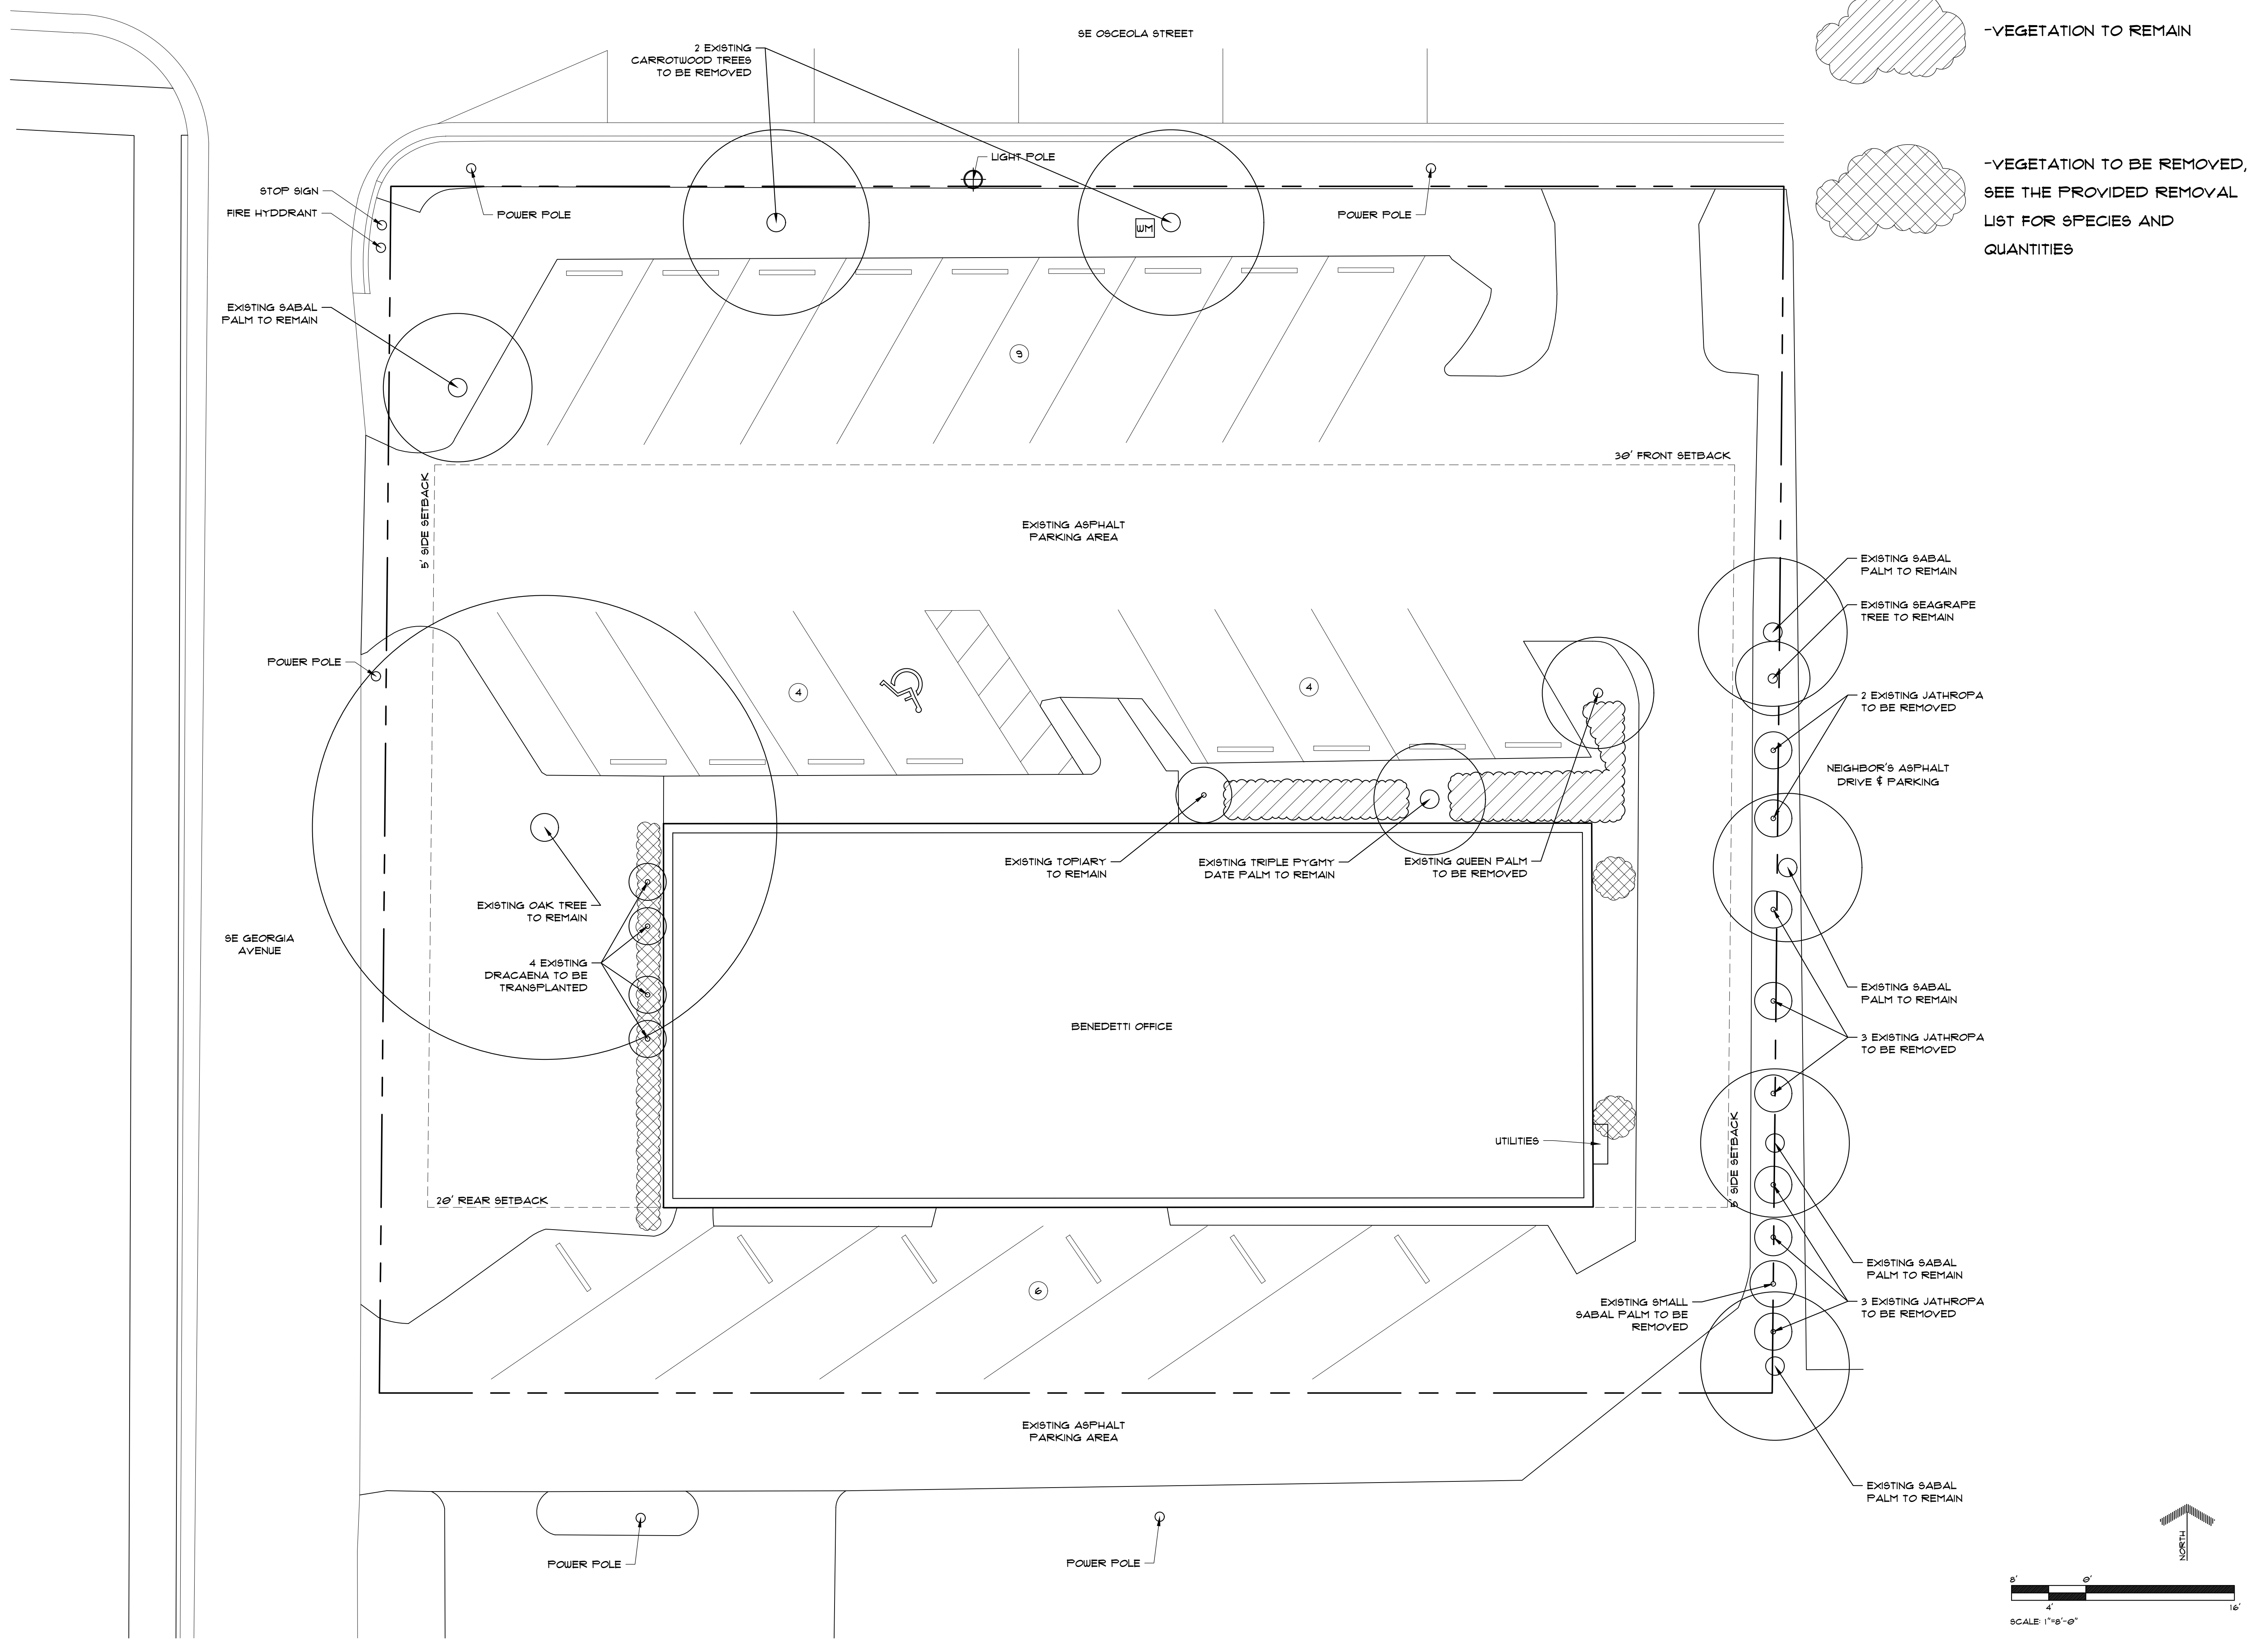 SE OSCEOLA STREET
-VEGETATION TO REMAIN
2 EXISTING
CARROTWOOD TREES
TO BE REMOVED
LIGHT POLE
-VEGETATION TO BE REMOVED,
SEE THE PROVIDED REMOVAL
LIST FOR SPECIES AND
QUANTITIES
STOP SIGN
FIRE HYDDRANT
POWER POLE
WM
POWER POLE
EXISTING SABAL
PALM TO REMAIN
9
30' FRONT SETBACK
5' SIDE SETBACK
EXISTING ASPHALT
PARKING AREA
EXISTING SABAL
PALM TO REMAIN
EXISTING SEAGRAPE
TREE TO REMAIN
POWER POLE
4
4
2 EXISTING JATHROPA
TO BE REMOVED
NEIGHBOR'S ASPHALT
DRIVE & PARKING
EXISTING TOPIARY
TO REMAIN
EXISTING TRIPLE PYGMY
DATE PALM TO REMAIN
EXISTING QUEEN PALM
TO BE REMOVED
EXISTING OAK TREE
TO REMAIN
SE GEORGIA
AVENUE
4 EXISTING
DRACAENA TO BE
TRANSPLANTED
EXISTING SABAL
PALM TO REMAIN
BENEDETTI OFFICE
3 EXISTING JATHROPA
TO BE REMOVED
UTILITIES
5' SIDE SETBACK
20' REAR SETBACK
EXISTING SABAL
PALM TO REMAIN
6
EXISTING SMALL
SABAL PALM TO BE
REMOVED
3 EXISTING JATHROPA
TO BE REMOVED
EXISTING ASPHALT
PARKING AREA
EXISTING SABAL
PALM TO REMAIN
POWER POLE
POWER POLE
NORTH
8' 0'
4' 16'
SCALE: 1"=8'-0"